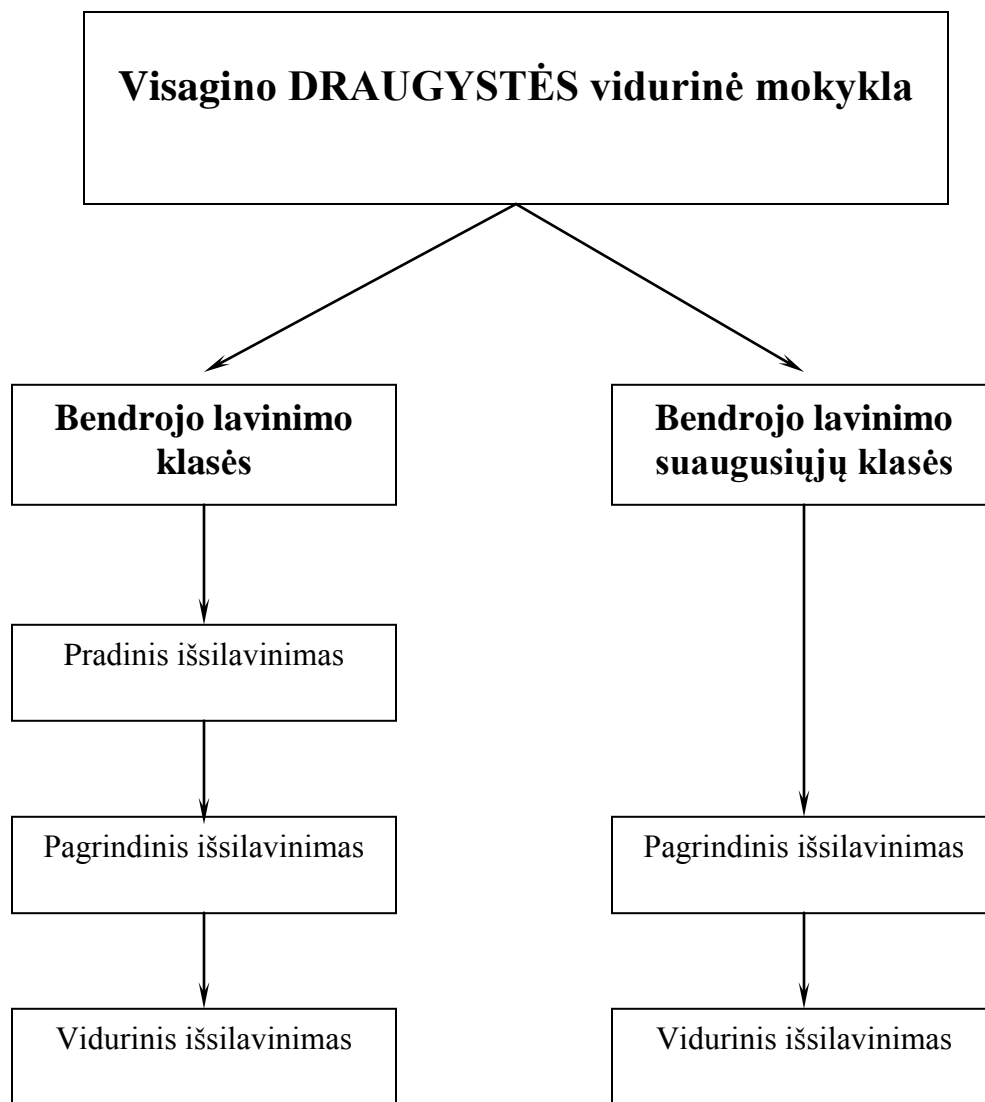 Visagino DRAUGYSTĖS vidurinė mokykla
Bendrojo lavinimo
klasės
Bendrojo lavinimo
suaugusiųjų klasės
Pradinis išsilavinimas
Pagrindinis išsilavinimas
Pagrindinis išsilavinimas
Vidurinis išsilavinimas
Vidurinis išsilavinimas